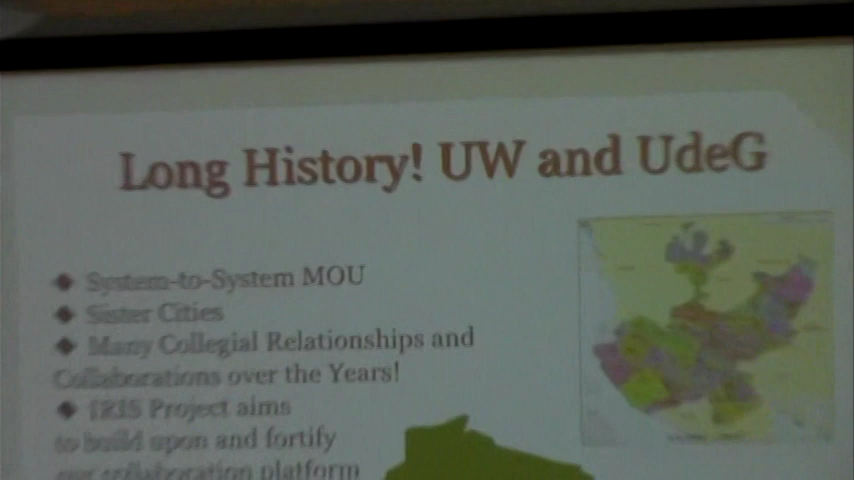 Long History! UW and UdeG
◆ System-to-System MOU
◆ Sister Cities
◆ Many Collegial Relationships and
Collaborations over the Years!
◆ Project aims
to build upon and fortify
our collaboration platform